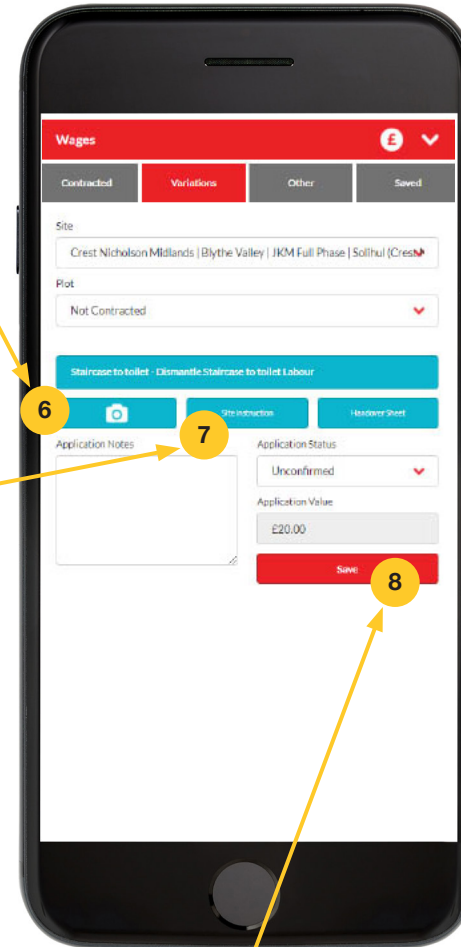 Wages £
Contracted Variations Other Saved
Site
Crest Nicholson Midlands | Blythe Valley | JKM Full Phase | Solihul (Crest
Plot
Not Contracted
Staircase to toilet - Dismantle Staircase to toilet Labour
6 Site Instruction Handover Sheet
7
Application Notes Application Status
Unconfirmed
Application Value
£20.00
Save 8